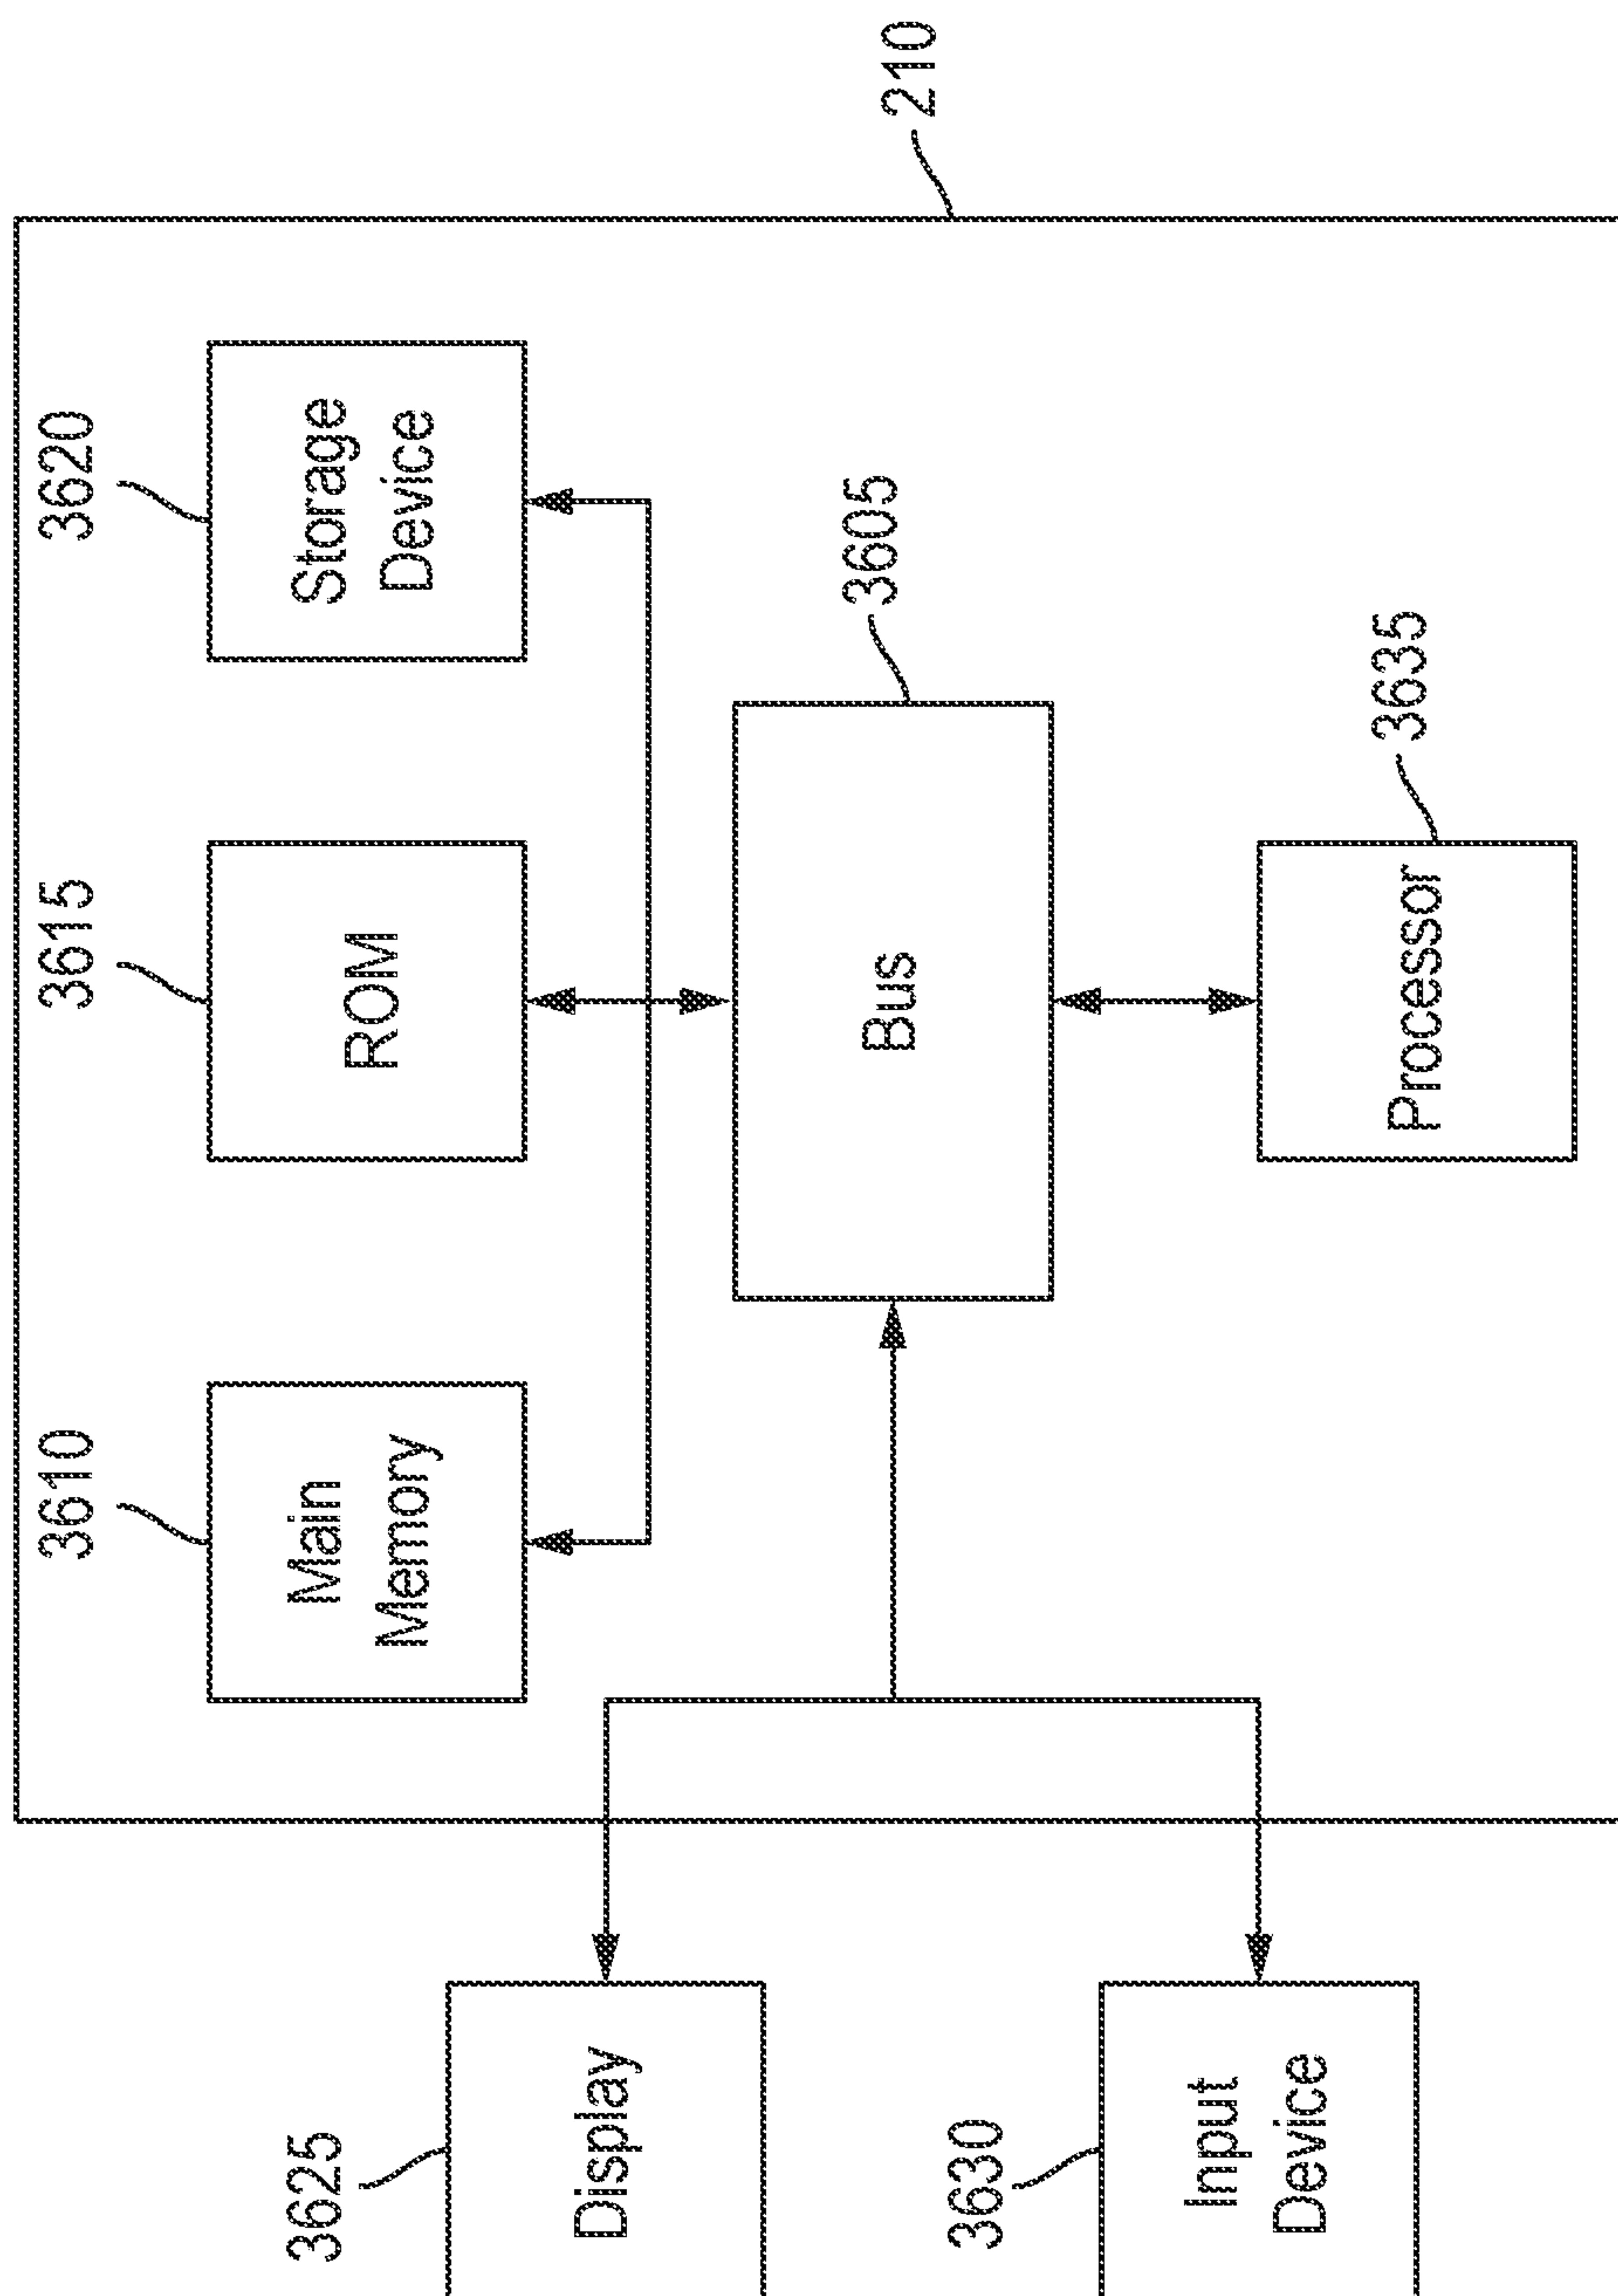 3610
3615
3620
Main
Memory
ROM
Storage
Device
3625
Display
Bus
3605
210
3630
Input
Device
Processor
3635